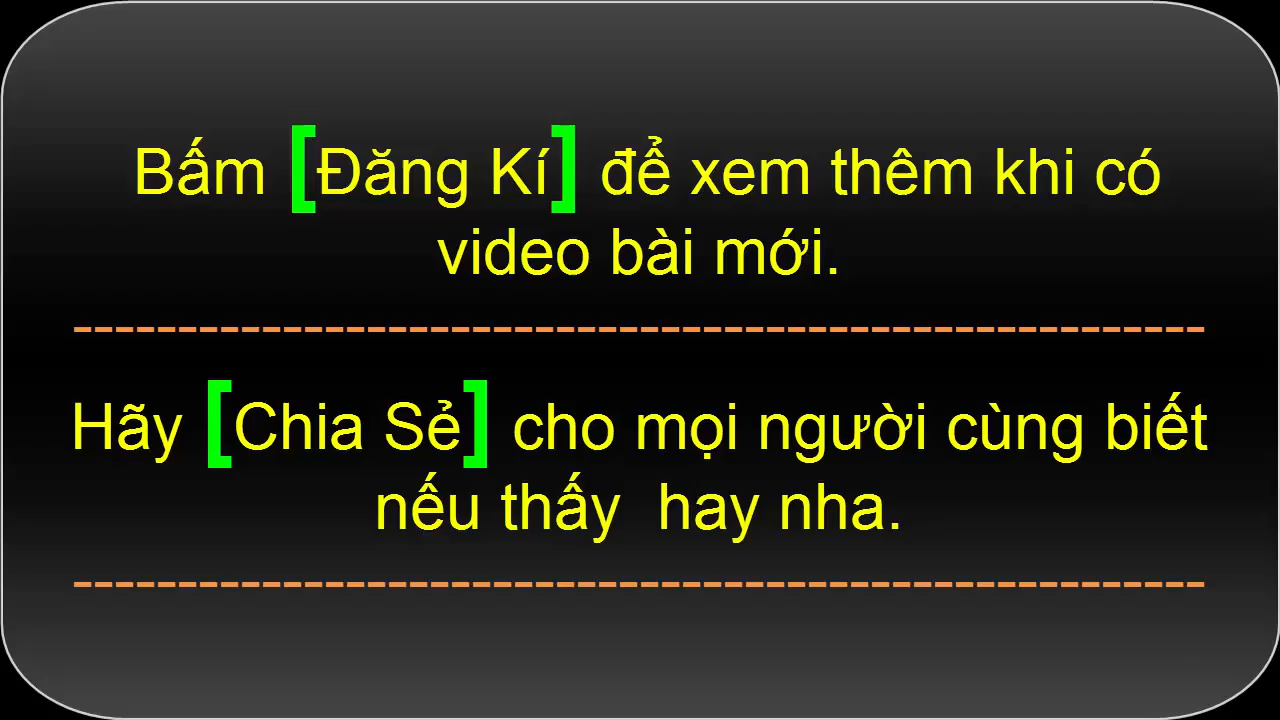 Bấm [Đăng Kí] để xem thêm khi có
video bài mới.
------------------------------------------------------
Hãy [Chia Sẻ] cho mọi người cùng biết
nếu thấy  hay nha.
------------------------------------------------------